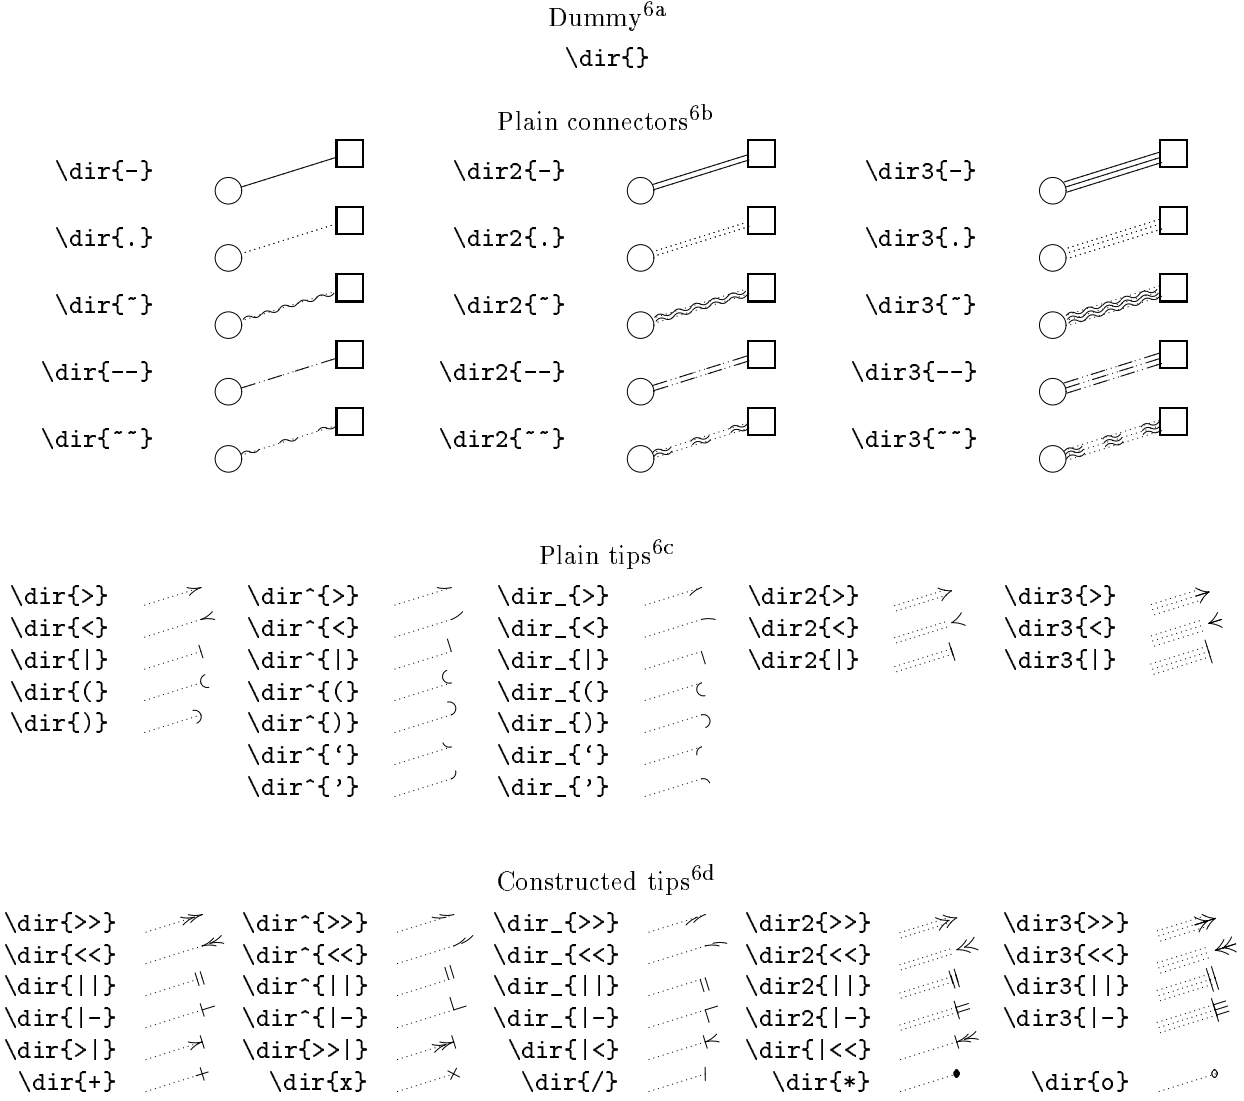 Dummy6a
\dir{}
Plain connectors6b
\dir{-} \dir2{-} \dir3{-}
\dir{.} \dir2{.} \dir3{.}
\dir{~} \dir2{~} \dir3{~}
\dir{--} \dir2{--} \dir3{--}
\dir{~~} \dir2{~~} \dir3{~~}
Plain tips6c
\dir{>} \dir^{>} \dir_{>} \dir2{>} \dir3{>}
\dir{<} \dir^{<} \dir_{<} \dir2{<} \dir3{<}
\dir{|} \dir^{|} \dir_{|} \dir2{|} \dir3{|}
\dir{(} \dir^{(} \dir_{(}
\dir{)} \dir^{)} \dir_{)}
\dir^{‘} \dir_{‘}
\dir^{’} \dir_{’}
Constructed tips6d
\dir{>>} \dir^{>>} \dir_{>>} \dir2{>>} \dir3{>>}
\dir{<<} \dir^{<<} \dir_{<<} \dir2{<<} \dir3{<<}
\dir{||} \dir^{||} \dir_{||} \dir2{||} \dir3{||}
\dir{|-} \dir^{|-} \dir_{|-} \dir2{|-} \dir3{|-}
\dir{>|} \dir{>>|} \dir{|<} \dir{|<<}
\dir{+} \dir{x} \dir{/} \dir{*} \dir{o}